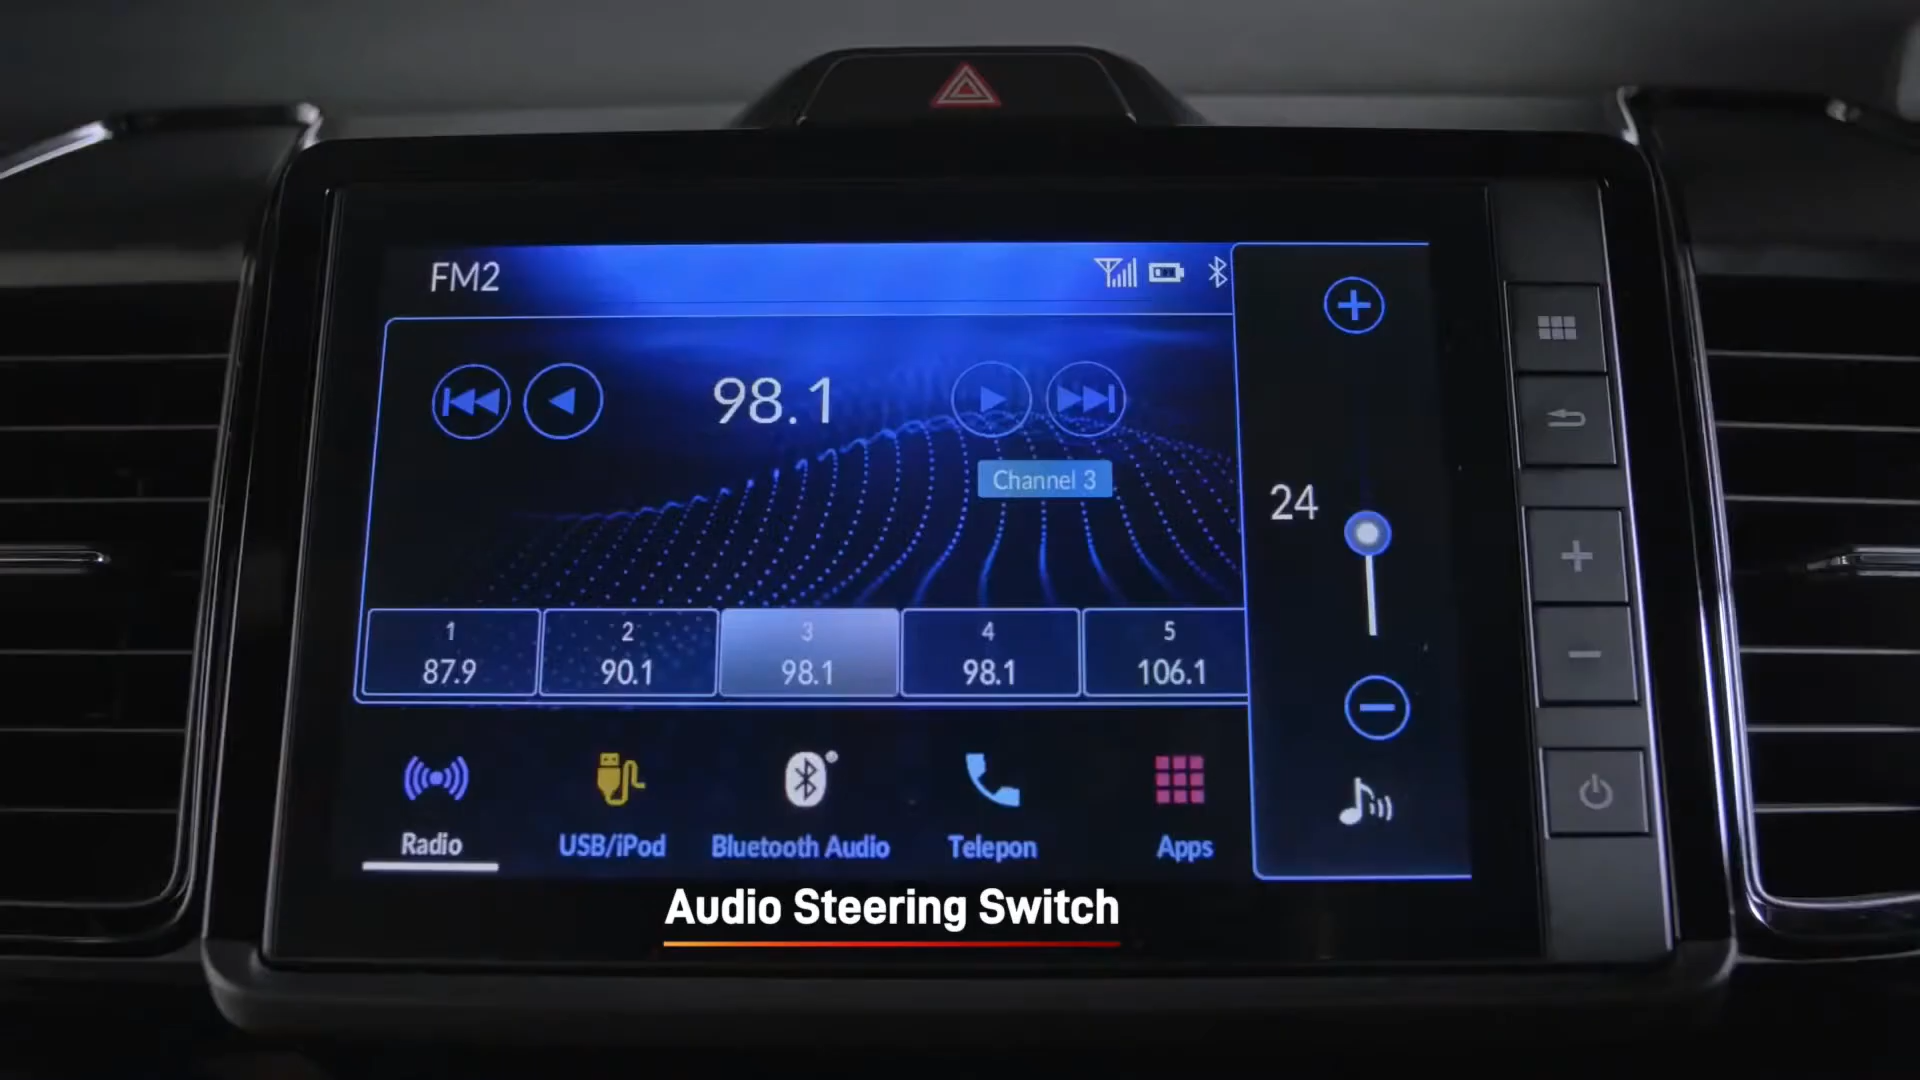 FM2
98.1
Channel 3
24
1 2 3 4 5
87.9 90.1 98.1 98.1 106.1
Radio USB/iPod Bluetooth Audio Telepon Apps
Audio Steering Switch